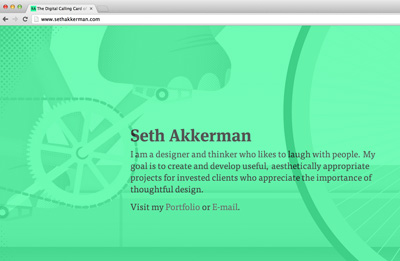 The Digital Calling Card of
www.sethakkerman.com
Seth Akkerman
I am a designer and thinker who likes to laugh with people. My
goal is to create and develop useful, aesthetically appropriate
projects for invested clients who appreciate the importance of
thoughtful design.
Visit my Portfolio or E-mail.